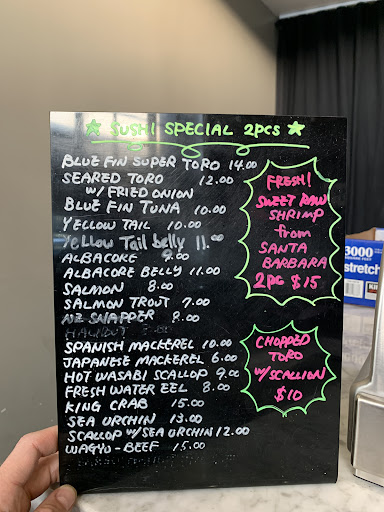 ★ SUSHI SPECIAL 2PCS ★
BLUE FIN SUPER TORO 14.00
SEARED TORO 12.00
W/ FRIED ONION
BLUE FIN TUNA 10.00
YELLOW TAIL 10.00
Yellow Tail belly 11.00
ALBACORE 9.00
ALBACORE BELLY 11.00
SALMON 8.00
SALMON TROUT 7.00
NZ SNAPPER 8.00
HALIBUT
SPANISH MACKEREL 10.00
JAPANESE MACKEREL 6.00
HOT WASABI SCALLOP 9.00
FRESH WATER EEL 8.00
KING CRAB 15.00
SEA URCHIN 13.00
SCALLOP W/ SEA URCHIN 12.00
WAGYU-BEEF 15.00
FRESH!
SWEET RAW
SHRIMP
from
SANTA
BARBARA
2PC $15
CHOPPED
TORO
W/SCALLION
$10
3000
stretch